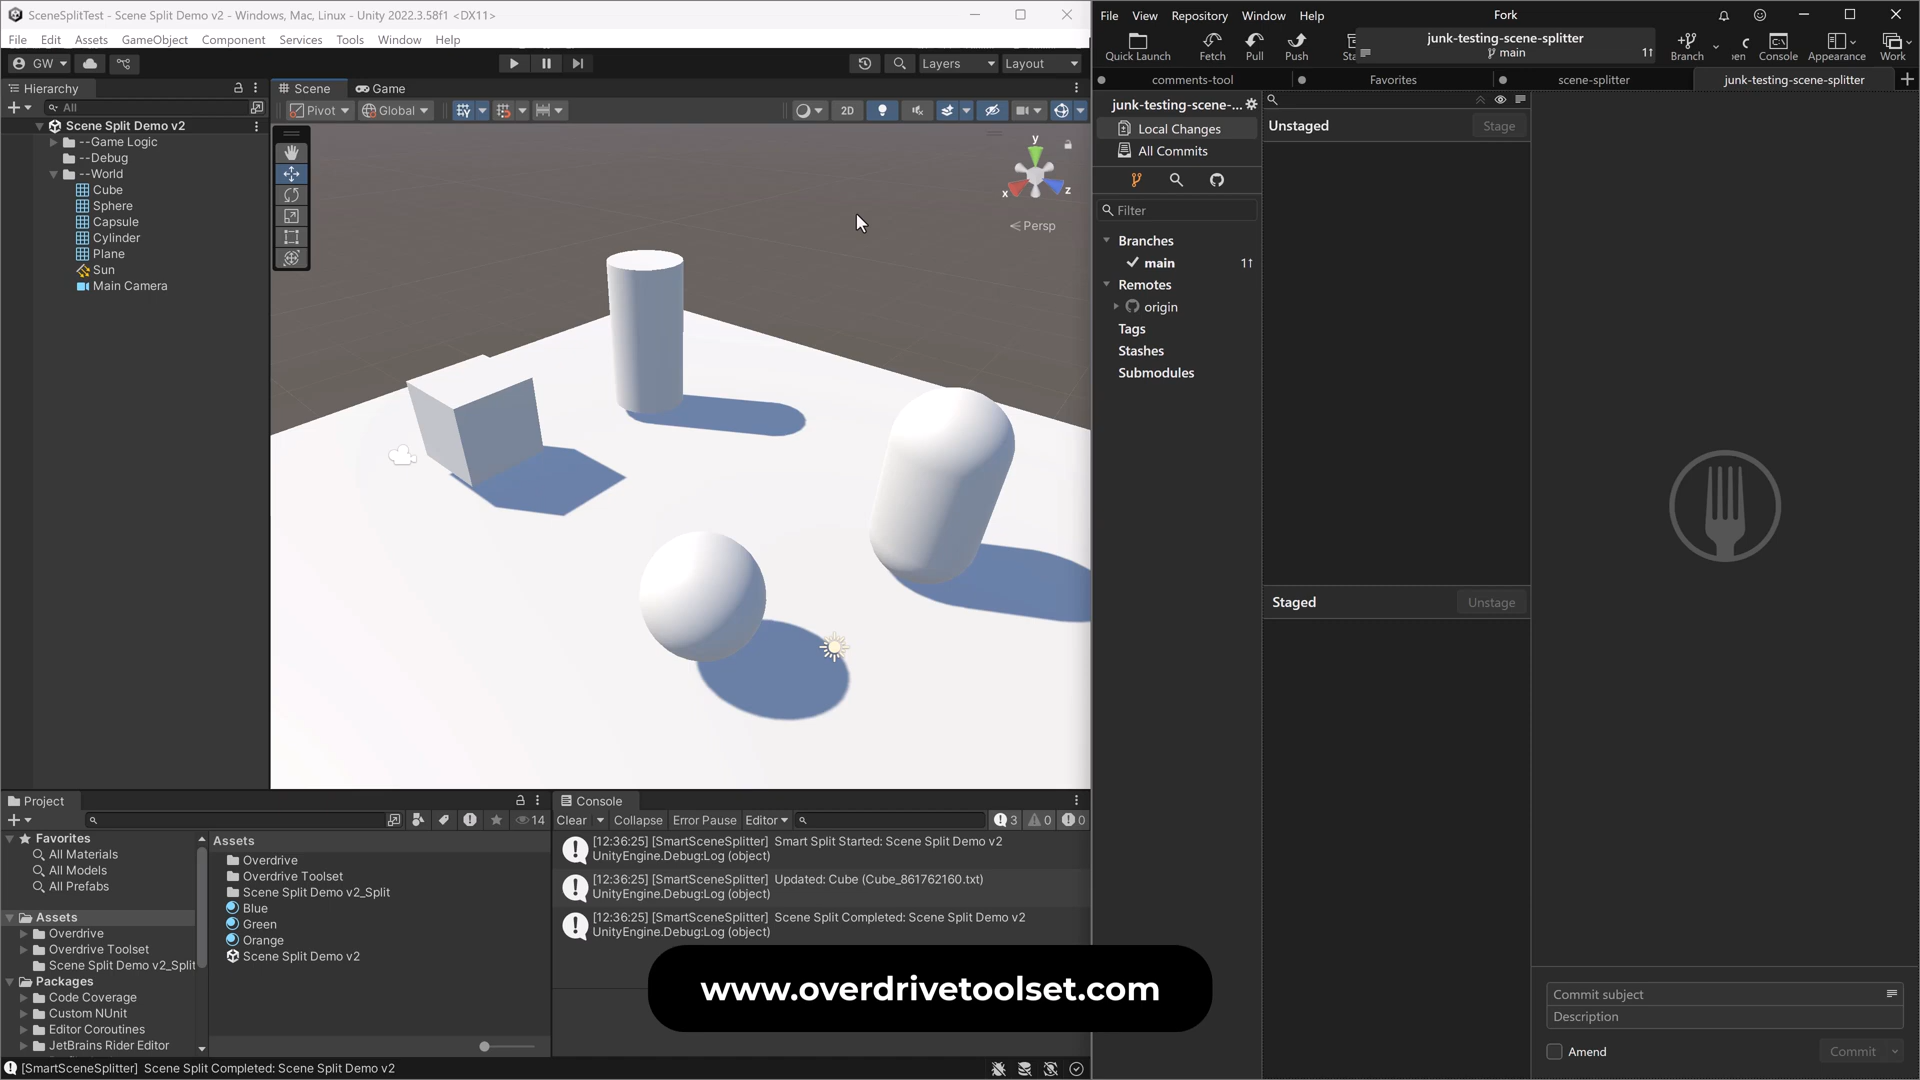 SceneSplitTest - Scene Split Demo v2 - Windows, Mac, Linux - Unity 2022.3.58f1 <DX11>
File Edit Assets GameObject Component Services Tools Window Help
GW
Layers Layout
Hierarchy
All
Scene Split Demo v2
--Game Logic
--Debug
--World
Cube
Sphere
Capsule
Cylinder
Plane
Sun
Main Camera
Scene Game
Pivot Global 2D
y
x z
Persp
Project
14
Favorites
All Materials
All Models
All Prefabs
Assets
Overdrive
Overdrive Toolset
Scene Split Demo v2_Split
Packages
Code Coverage
Custom NUnit
Editor Coroutines
JetBrains Rider Editor
Assets
Overdrive
Overdrive Toolset
Scene Split Demo v2_Split
Blue
Green
Orange
Scene Split Demo v2
Console
Clear Collapse Error Pause Editor 3 0 0
[12:36:25] [SmartSceneSplitter] Smart Split Started: Scene Split Demo v2
UnityEngine.Debug:Log (object)
[12:36:25] [SmartSceneSplitter] Updated: Cube (Cube_861762160.txt)
UnityEngine.Debug:Log (object)
[12:36:25] [SmartSceneSplitter] Scene Split Completed: Scene Split Demo v2
UnityEngine.Debug:Log (object)
www.overdrivetoolset.com
[SmartSceneSplitter] Scene Split Completed: Scene Split Demo v2
File View Repository Window Help
Fork
Quick Launch Fetch Pull Push Sta
junk-testing-scene-splitter
main
1↑
Branch en Console Appearance Work
comments-tool Favorites scene-splitter junk-testing-scene-splitter
junk-testing-scene-...
Local Changes
All Commits
Filter
Branches
main 1↑
Remotes
origin
Tags
Stashes
Submodules
Unstaged Stage
Staged Unstage
Commit subject
Description
Amend Commit